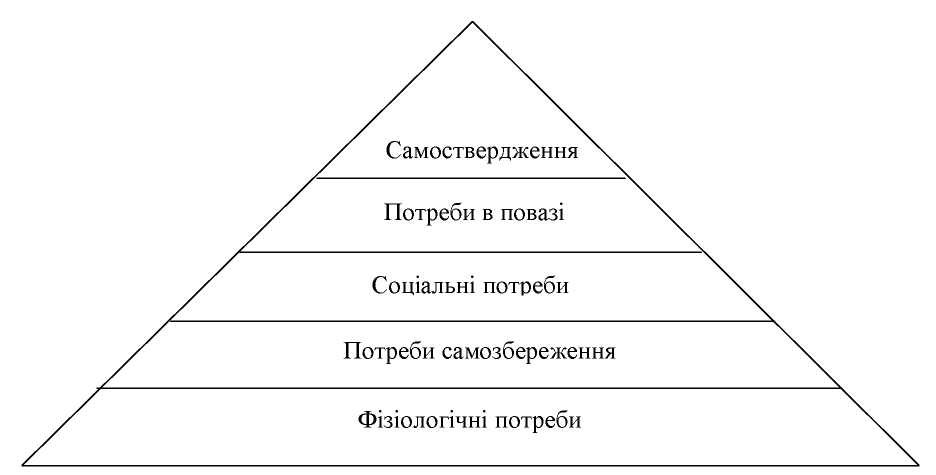 Самоствердження
Потреби в повазі
Соціальні потреби
Потреби самозбереження
Фізіологічні потреби